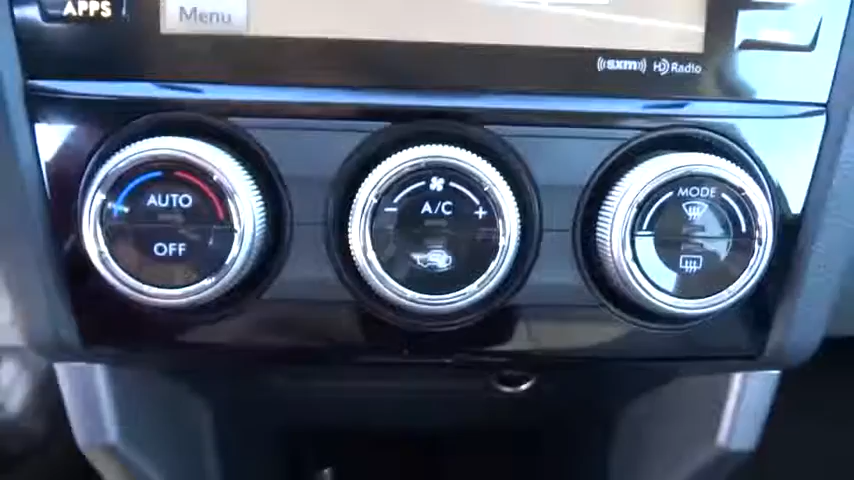 APPS
Menu
sxm HD Radio
AUTO
OFF
- A/C +
MODE